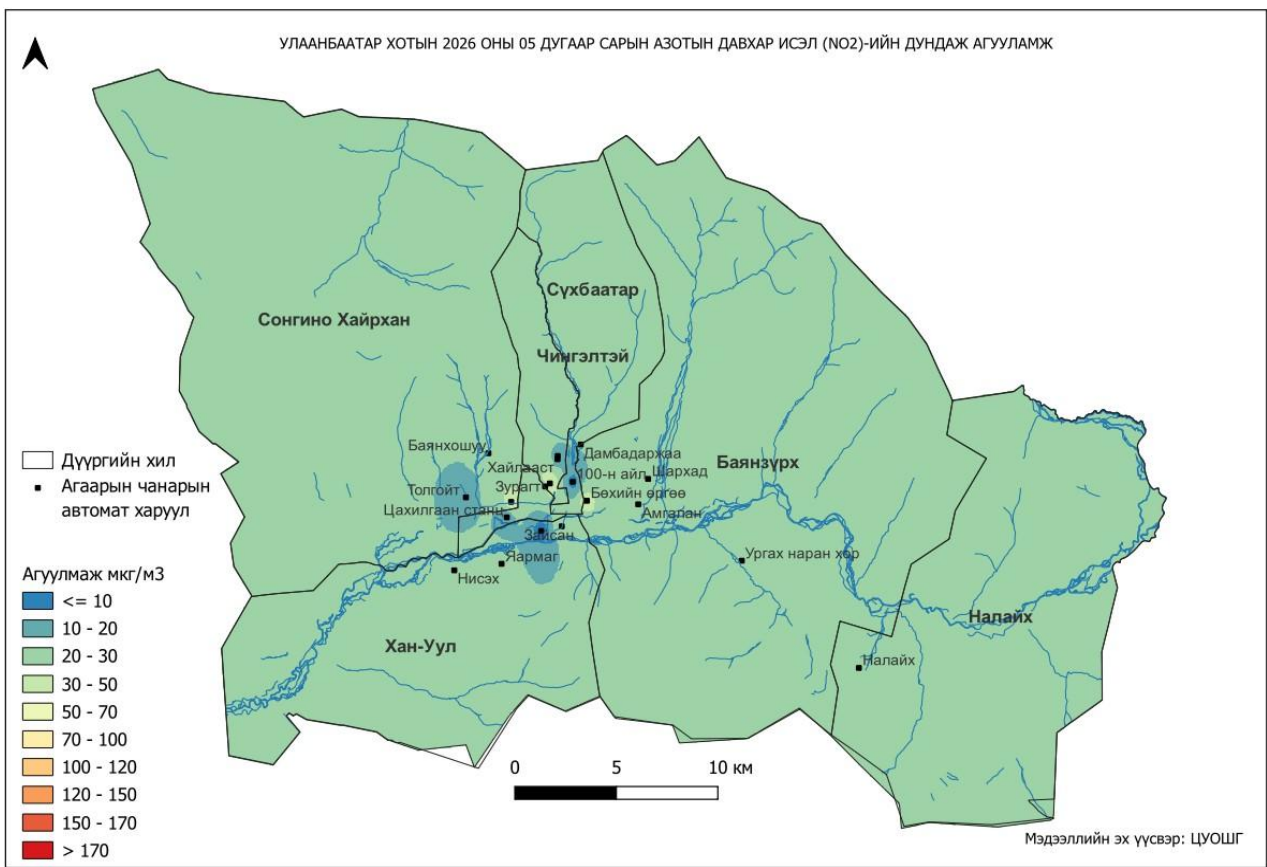 УЛААНБААТАР ХОТЫН 2026 ОНЫ 05 ДУГААР САРЫН АЗОТЫН ДАВХАР ИСЭЛ (NO2)-ИЙН ДУНДАЖ АГУУЛАМЖ
Сүхбаатар
Сонгино Хайрхан
Чингэлтэй
Баянхошуу
Дамбадаржаа
Хайлааст
100-н айл
Шархад
Баянзүрх
Толгойт
Зурагт
Бөхийн өргөө
Цахилгаан станц
Амгалан
Зайсан
Яармаг
Ургах наран хор
Нисэх
Налайх
Хан-Уул
Налайх
Дүүргийн хил
Агаарын чанарын
автомат харуул
Агуулмаж мкг/м3
<= 10
10 - 20
20 - 30
30 - 50
50 - 70
70 - 100
100 - 120
120 - 150
150 - 170
> 170
0 5 10 км
Мэдээллийн эх үүсвэр: ЦУОШГ